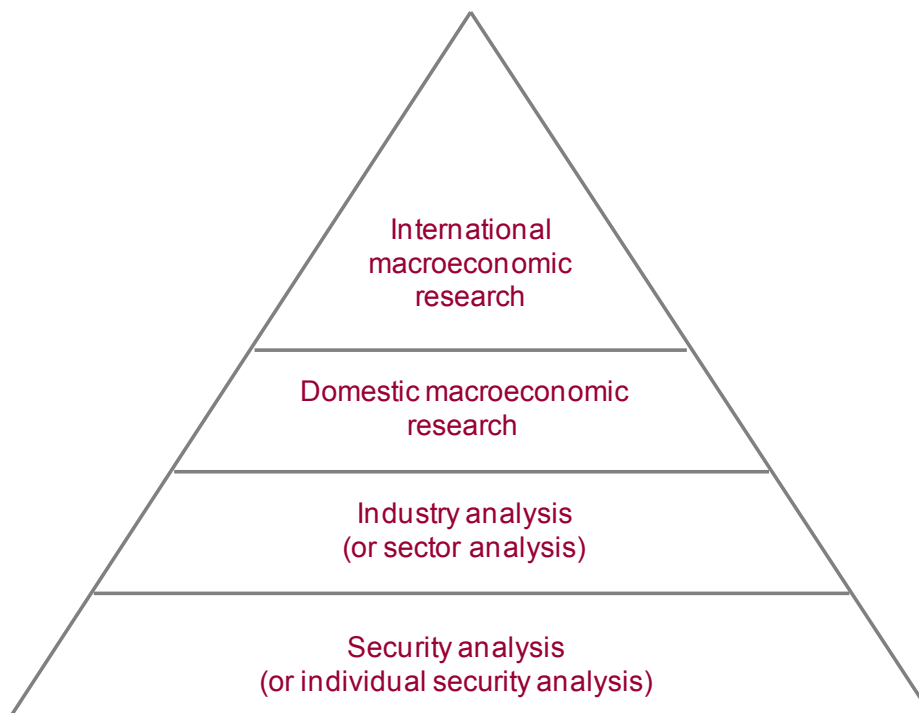 International
macroeconomic
research
Domestic macroeconomic
research
Industry analysis
(or sector analysis)
Security analysis
(or individual security analysis)